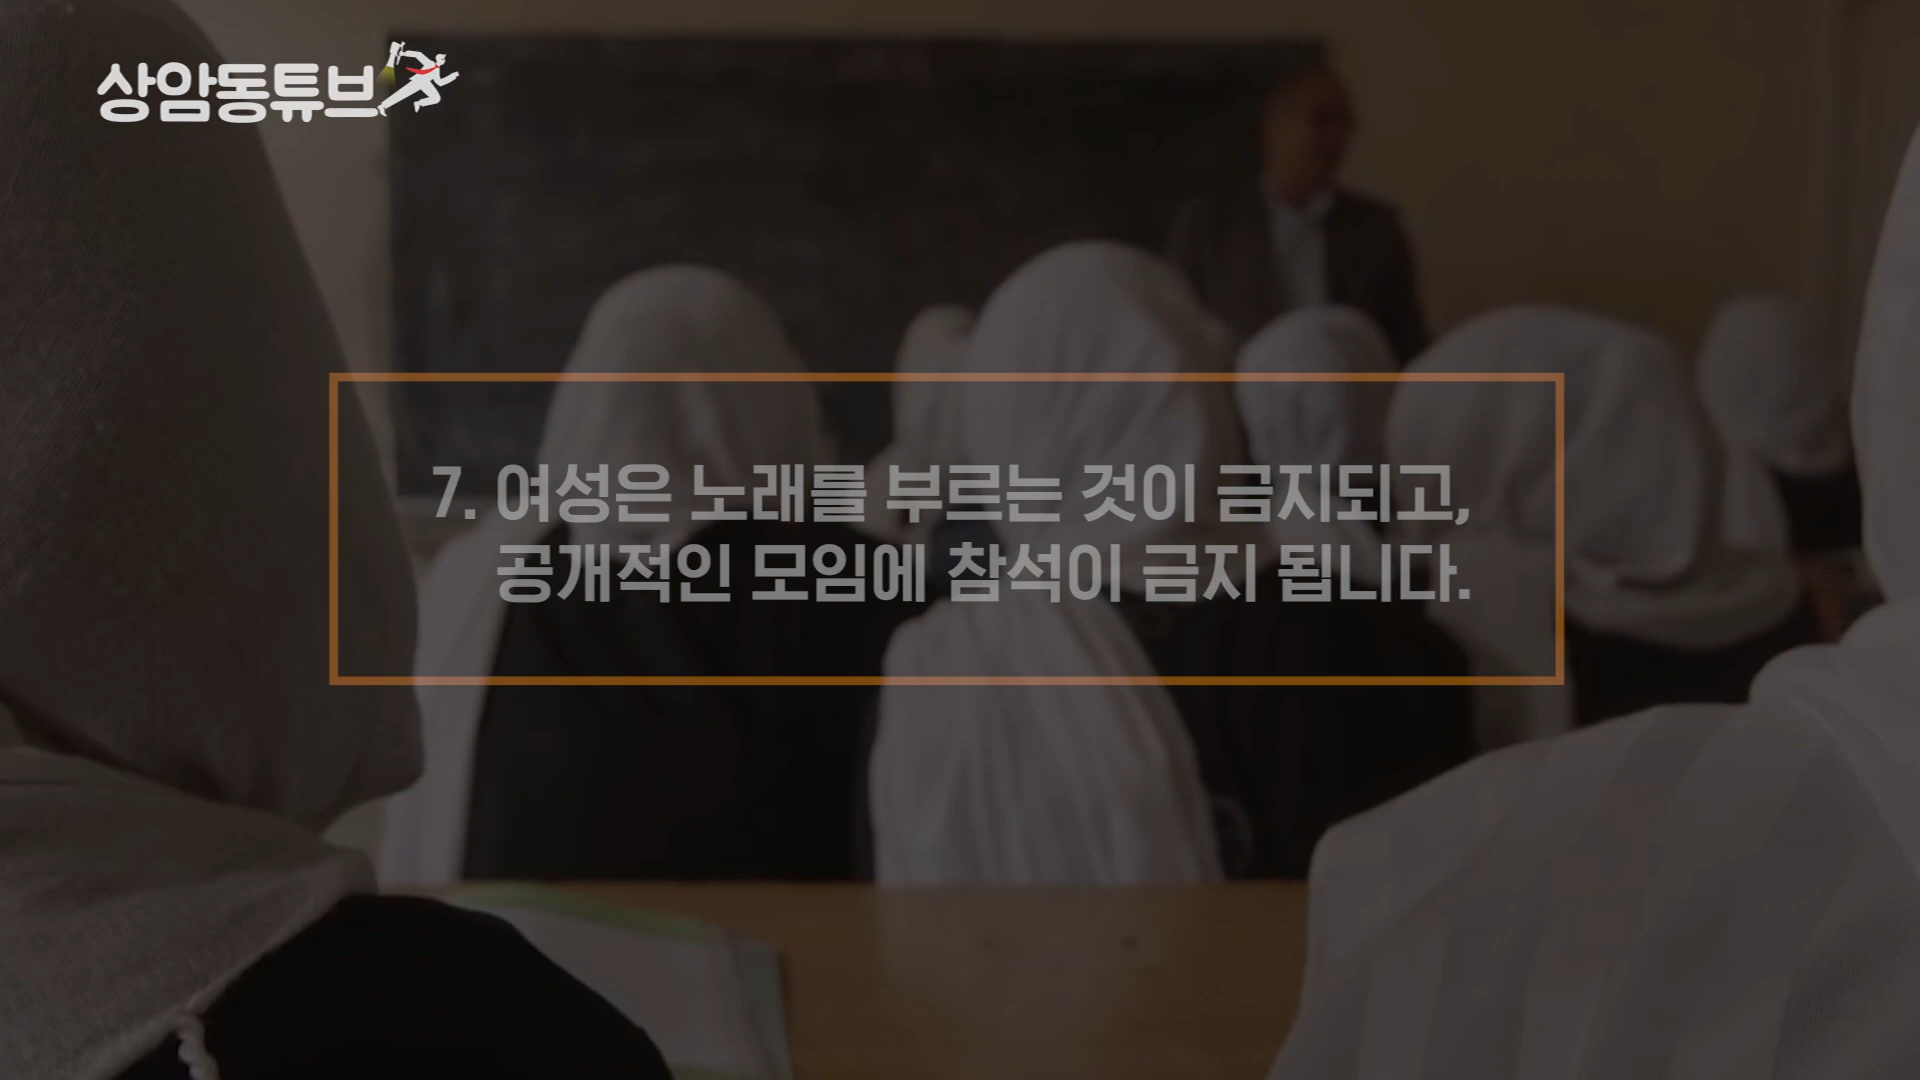 상암동튜브
7. 여성은 노래를 부르는 것이 금지되고,
공개적인 모임에 참석이 금지 됩니다.